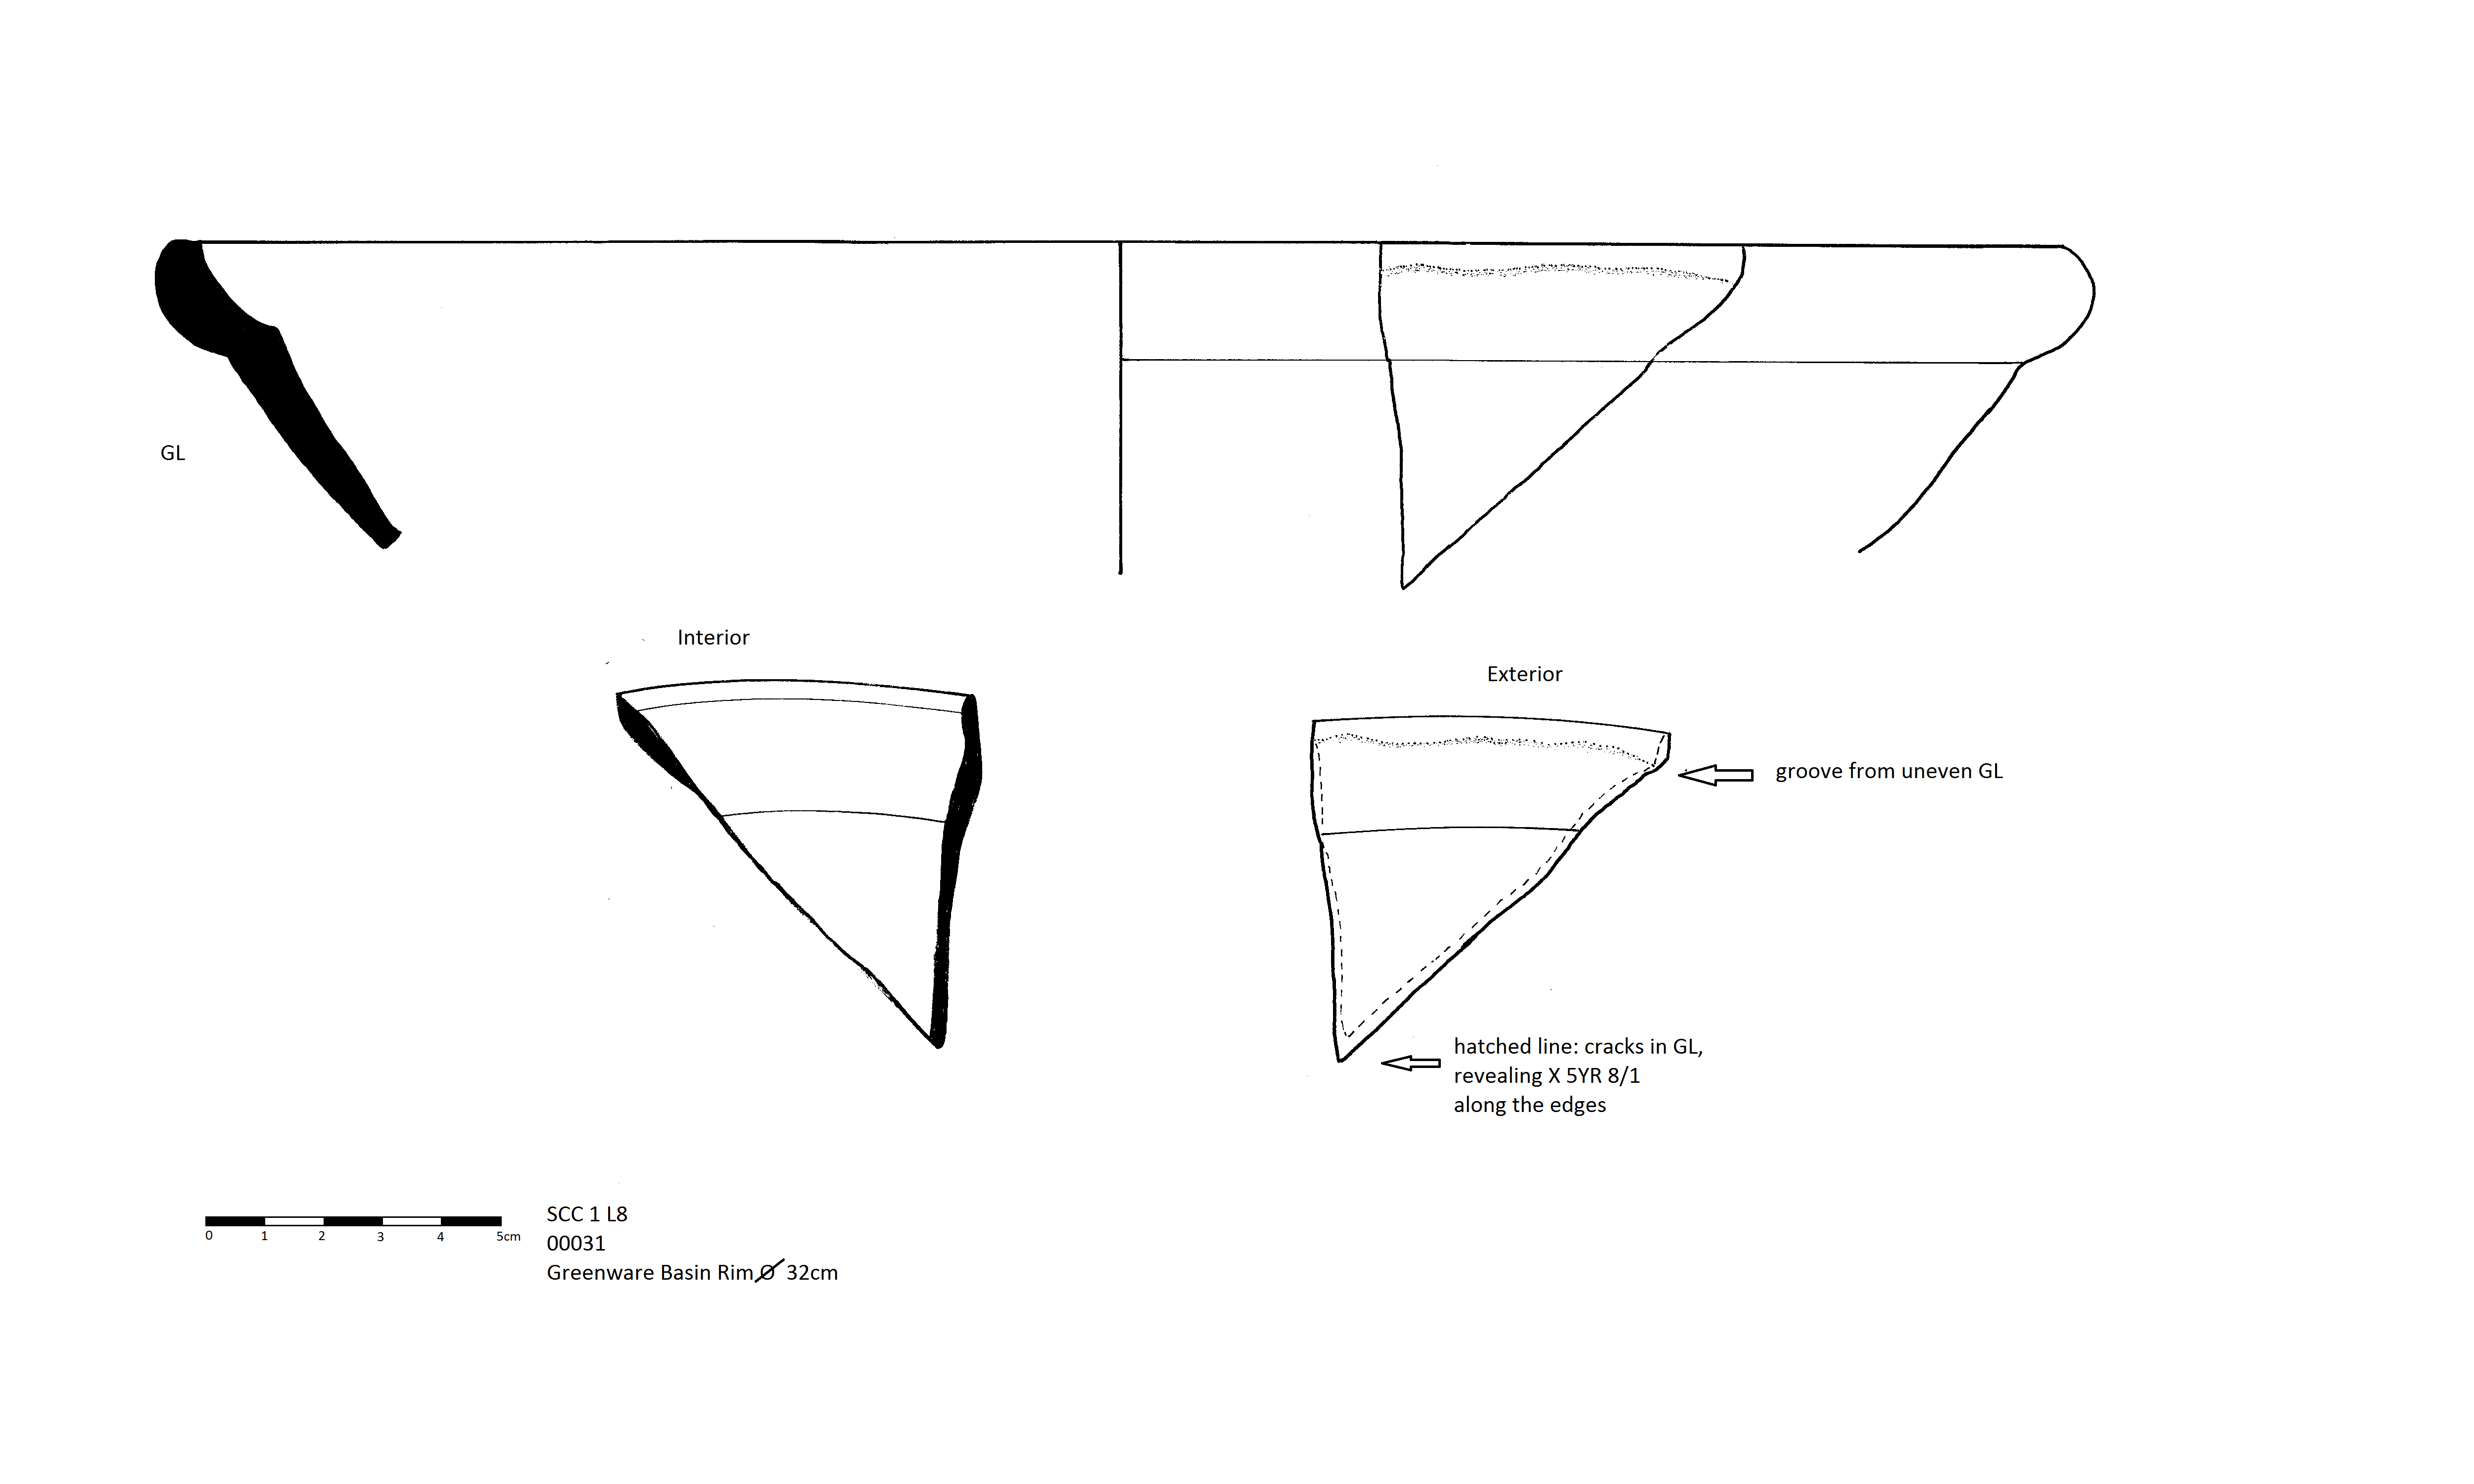 GL
Interior
Exterior
groove from uneven GL
hatched line: cracks in GL,
revealing X 5YR 8/1
along the edges
0 1 2 3 4 5cm
SCC 1 L8
00031
Greenware Basin Rim Ø 32cm